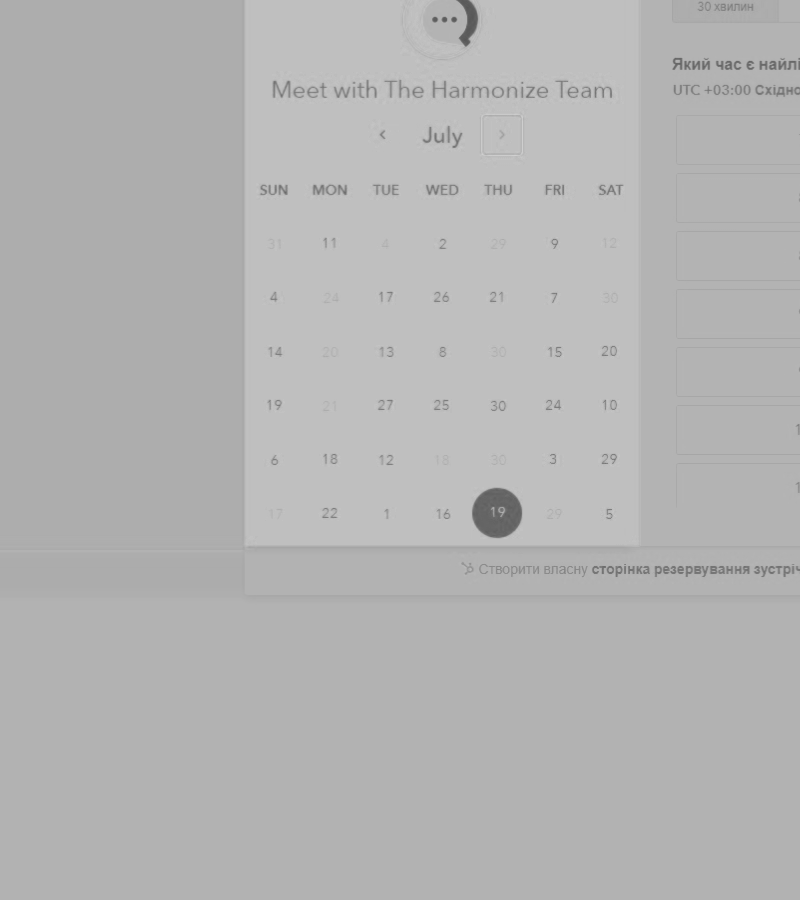 30 хвилин
Meet with The Harmonize Team
Який час є найлі
UTC +03:00 Східно
July
SUN MON TUE WED THU FRI SAT
31 11 4 2 29 9 12
4 24 17 26 21 7 30
14 20 13 8 30 15 20
19 21 27 25 30 24 10
6 18 12 18 30 3 29
17 22 1 16 19 29 5
Створити власну сторінка резервування зустріч